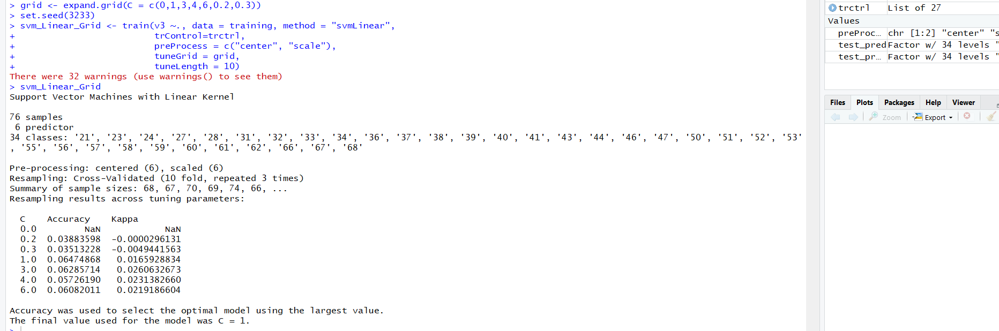 > grid <- expand.grid(C = c(0,1,3,4,6,0.2,0.3))
> set.seed(3233)
> svm_Linear_Grid <- train(v3 ~., data = training, method = "svmLinear",
+                           trControl=trctrl,
+                           preProcess = c("center", "scale"),
+                           tuneGrid = grid,
+                           tuneLength = 10)
There were 32 warnings (use warnings() to see them)
> svm_Linear_Grid
Support Vector Machines with Linear Kernel

76 samples
 6 predictor
34 classes: '21', '23', '24', '27', '28', '31', '32', '33', '34', '36', '37', '38', '39', '40', '41', '43', '44', '46', '47', '50', '51', '52', '53'
, '55', '56', '57', '58', '59', '60', '61', '62', '66', '67', '68'

Pre-processing: centered (6), scaled (6)
Resampling: Cross-Validated (10 fold, repeated 3 times)
Summary of sample sizes: 68, 67, 70, 69, 74, 66, ...
Resampling results across tuning parameters:

  C    Accuracy    Kappa
  0.0         NaN            NaN
  0.2  0.03883598  -0.0000296131
  0.3  0.03513228  -0.0049441563
  1.0  0.06474868   0.0165928834
  3.0  0.06285714   0.0260632673
  4.0  0.05726190   0.0231382660
  6.0  0.06082011   0.0219186604

Accuracy was used to select the optimal model using the largest value.
The final value used for the model was C = 1.
>
trctrl List of 27
Values
preProc… chr [1:2] "center" "s
test_pred Factor w/ 34 levels "
test_pr… Factor w/ 34 levels "
Files Plots Packages Help Viewer
Zoom Export